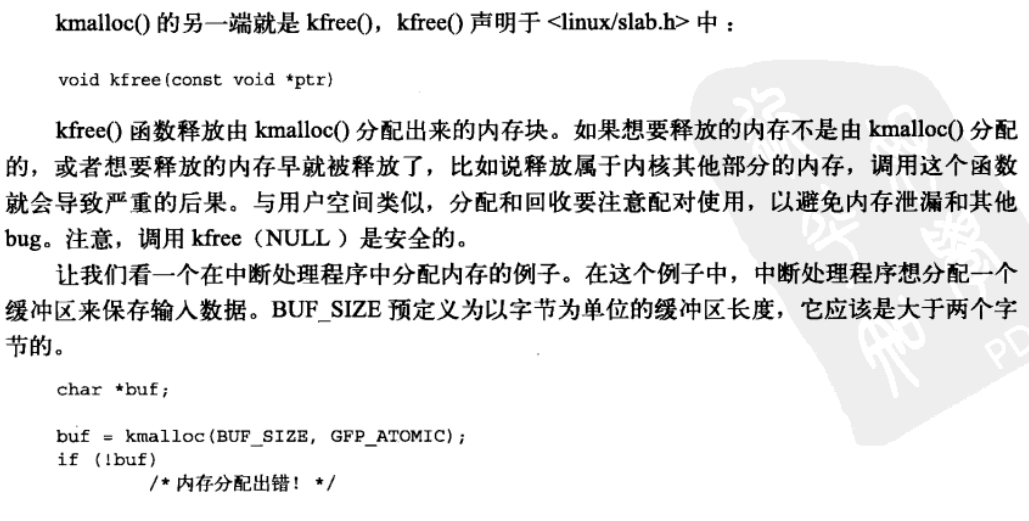 kmalloc() 的另一端就是 kfree()，kfree() 声明于 <linux/slab.h> 中：
void kfree(const void *ptr)
kfree() 函数释放由 kmalloc() 分配出来的内存块。如果想要释放的内存不是由 kmalloc() 分配
的，或者想要释放的内存早就被释放了，比如说释放属于内核其他部分的内存，调用这个函数
就会导致严重的后果。与用户空间类似，分配和回收要注意配对使用，以避免内存泄漏和其他
bug。注意，调用 kfree（NULL）是安全的。
让我们看一个在中断处理程序中分配内存的例子。在这个例子中，中断处理程序想分配一个
缓冲区来保存输入数据。BUF_SIZE 预定义为以字节为单位的缓冲区长度，它应该是大于两个字
节的。
char *buf;
buf = kmalloc(BUF_SIZE, GFP_ATOMIC);
if (!buf)
/* 内存分配出错！ */
PD